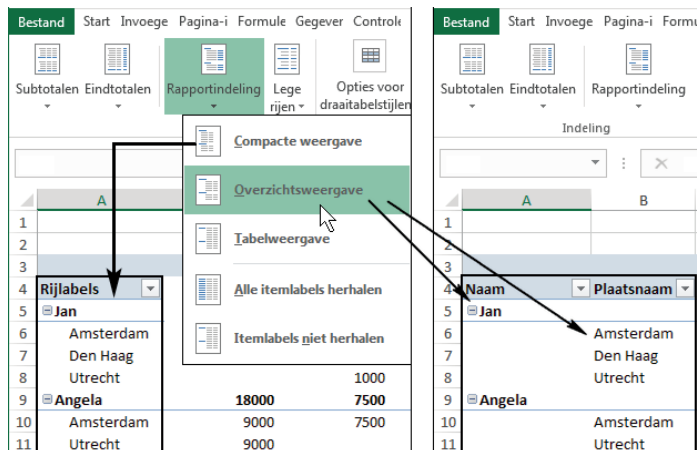 Bestand Start Invoege Pagina-i Formule Gegever Controle
Subtotalen Eindtotalen Rapportindeling Lege rijen Opties voor draaitabelstijlen
Compacte weergave
Overzichtsweergave
Tabelweergave
Alle itemlabels herhalen
Itemlabels niet herhalen
A
1
2
3
4 Rijlabels
5 Jan
6 Amsterdam
7 Den Haag
8 Utrecht 1000
9 Angela 18000 7500
10 Amsterdam 9000 7500
11 Utrecht 9000
Bestand Start Invoege Pagina-i Formu
Subtotalen Eindtotalen Rapportindeling
Indeling
A B
1
2
3
4 Naam Plaatsnaam
5 Jan
6 Amsterdam
7 Den Haag
8 Utrecht
9 Angela
10 Amsterdam
11 Utrecht